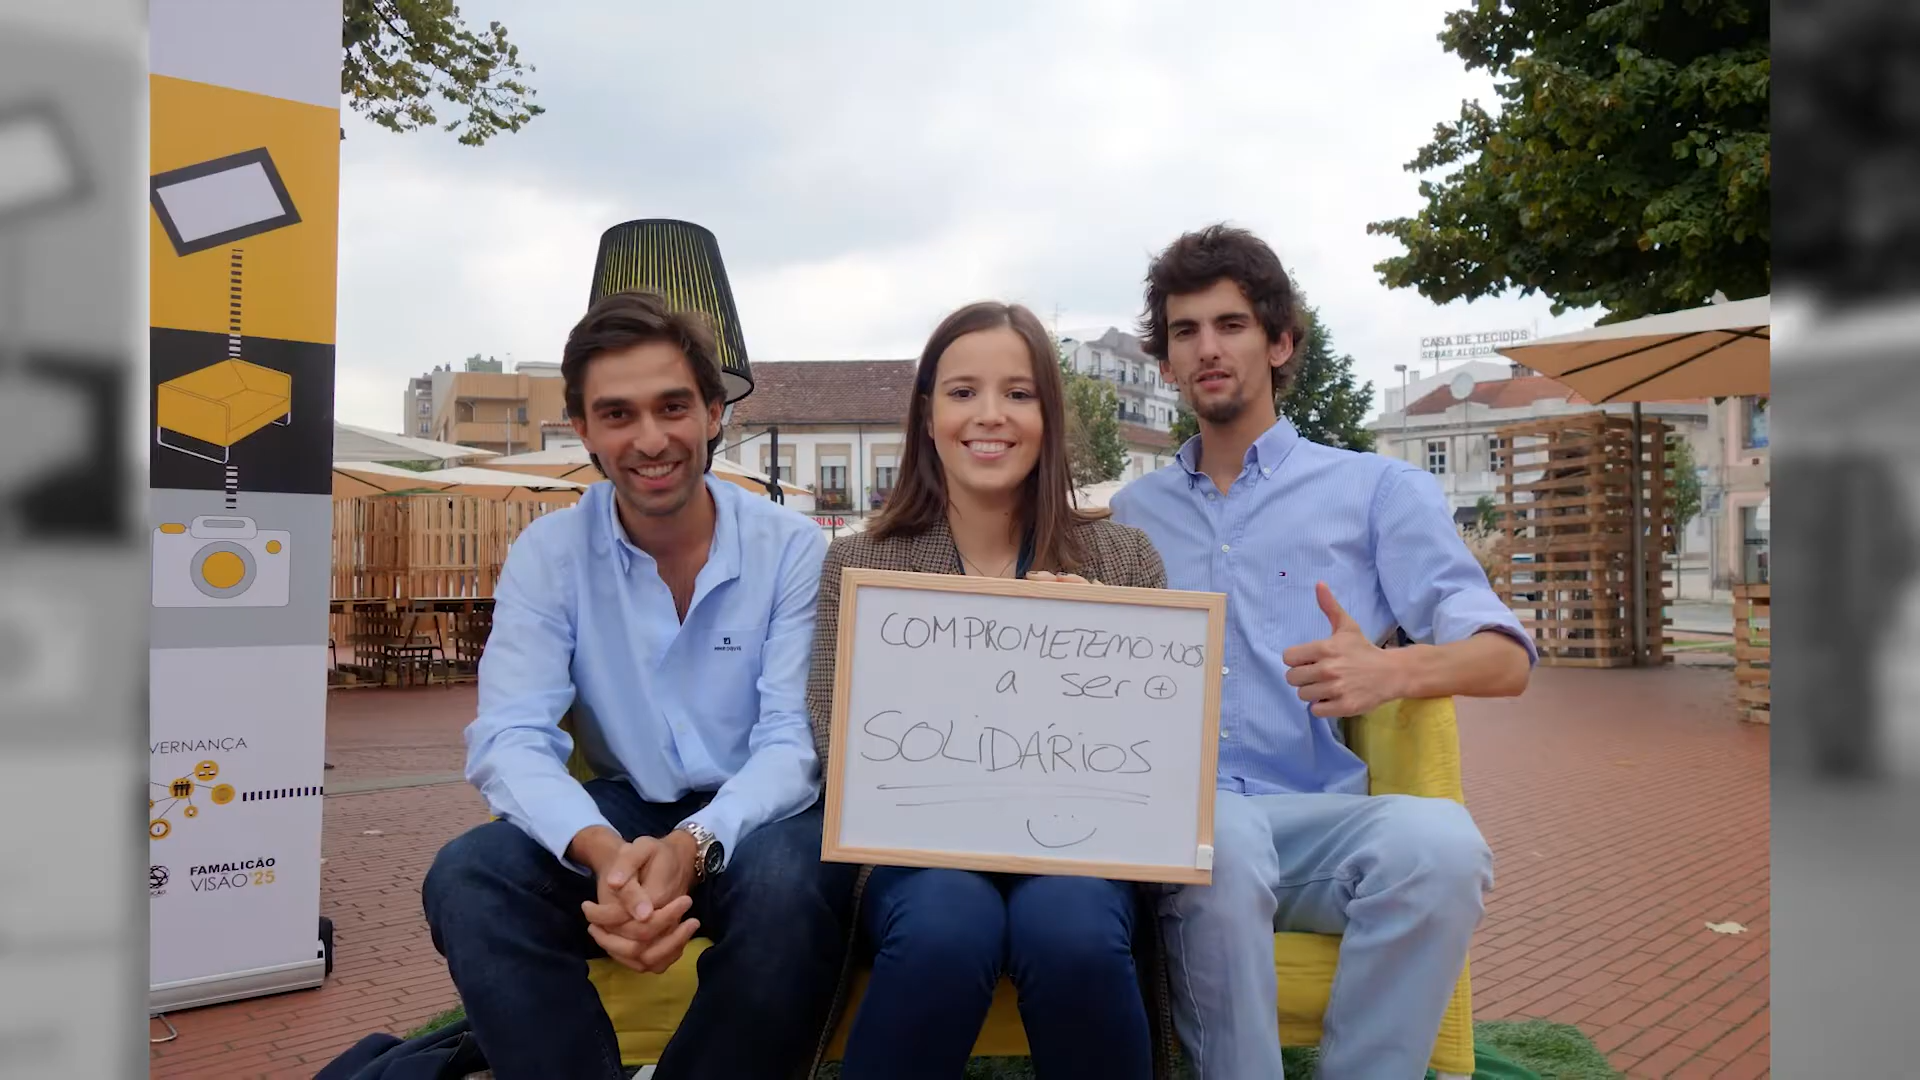 VERNANÇA
FAMALICÃO
VISÃO'25
CASA DE TECIDOS
COMPROMETEMO-NOS
a ser +
SOLIDÁRIOS